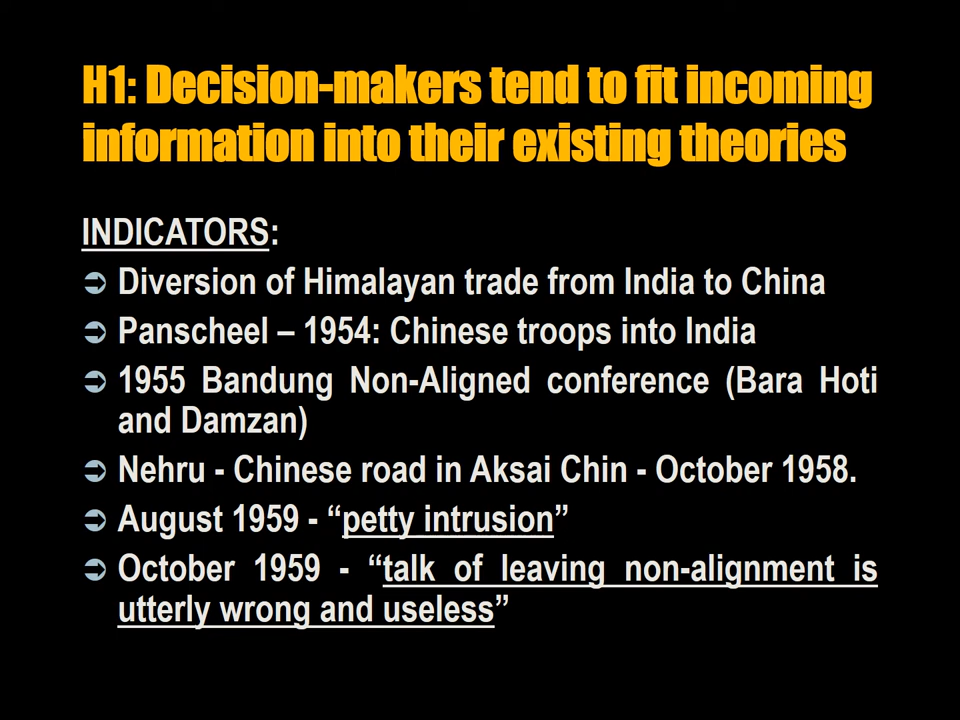 H1: Decision-makers tend to fit incoming
information into their existing theories
INDICATORS:
➲ Diversion of Himalayan trade from India to China
➲ Panscheel – 1954: Chinese troops into India
➲ 1955 Bandung Non-Aligned conference (Bara Hoti
and Damzan)
➲ Nehru - Chinese road in Aksai Chin - October 1958.
➲ August 1959 - “petty intrusion”
➲ October 1959 - “talk of leaving non-alignment is
utterly wrong and useless”